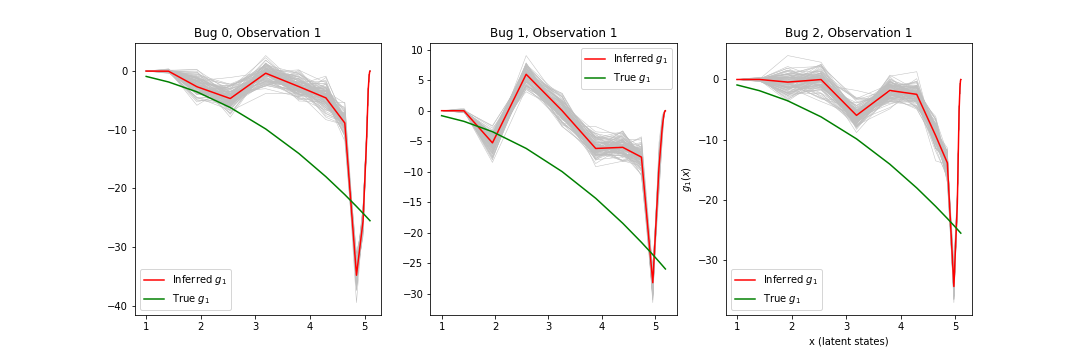 Bug 0, Observation 1
0
−10
−20
−30
−40
1 2 3 4 5
Inferred g₁
True g₁
Bug 1, Observation 1
10
5
0
−5
−10
−15
−20
−25
−30
1 2 3 4 5
Inferred g₁
True g₁
Bug 2, Observation 1
g₁(x)
0
−10
−20
−30
1 2 3 4 5
x (latent states)
Inferred g₁
True g₁